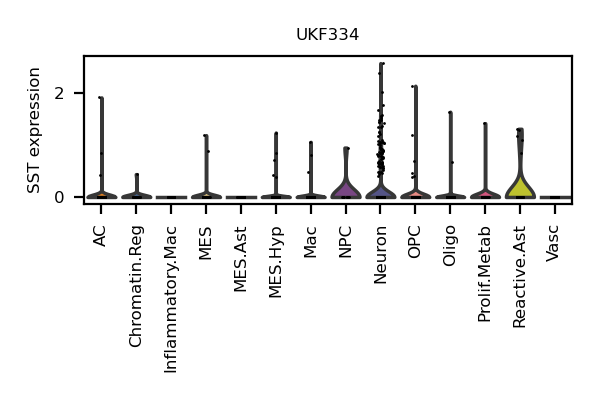 UKF334
SST expression
2
0
AC
Chromatin.Reg
Inflammatory.Mac
MES
MES.Ast
MES.Hyp
Mac
NPC
Neuron
OPC
Oligo
Prolif.Metab
Reactive.Ast
Vasc